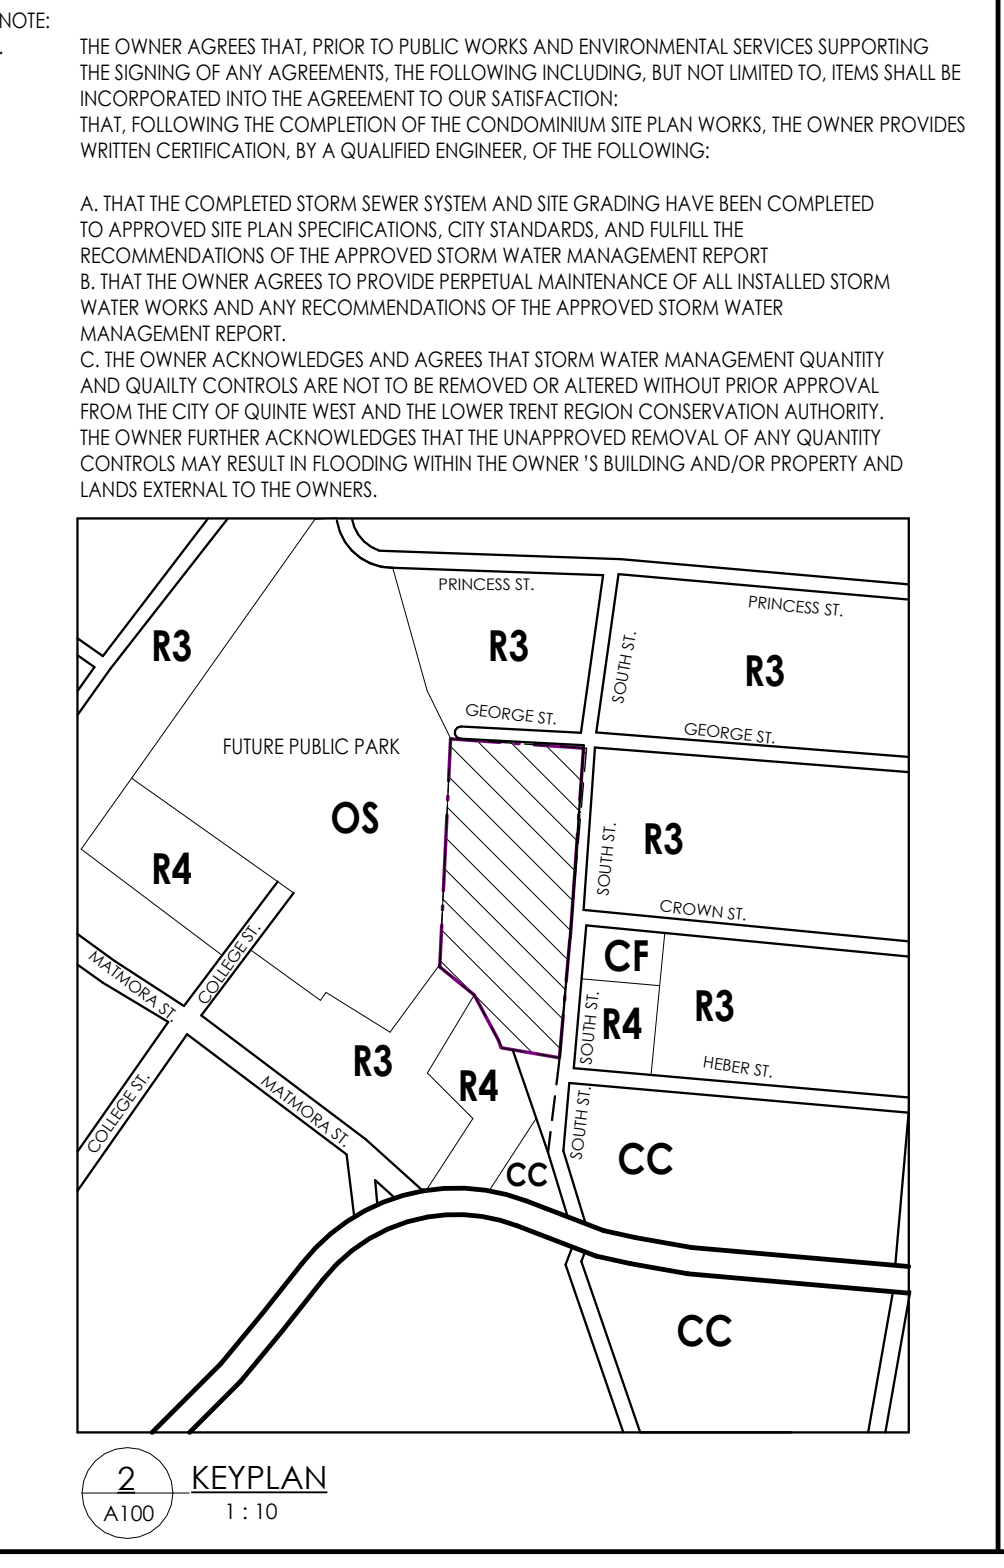 NOTE:
.
THE OWNER AGREES THAT, PRIOR TO PUBLIC WORKS AND ENVIRONMENTAL SERVICES SUPPORTING
THE SIGNING OF ANY AGREEMENTS, THE FOLLOWING INCLUDING, BUT NOT LIMITED TO, ITEMS SHALL BE
INCORPORATED INTO THE AGREEMENT TO OUR SATISFACTION:
THAT, FOLLOWING THE COMPLETION OF THE CONDOMINIUM SITE PLAN WORKS, THE OWNER PROVIDES
WRITTEN CERTIFICATION, BY A QUALIFIED ENGINEER, OF THE FOLLOWING:
A. THAT THE COMPLETED STORM SEWER SYSTEM AND SITE GRADING HAVE BEEN COMPLETED
TO APPROVED SITE PLAN SPECIFICATIONS, CITY STANDARDS, AND FULFILL THE
RECOMMENDATIONS OF THE APPROVED STORM WATER MANAGEMENT REPORT
B. THAT THE OWNER AGREES TO PROVIDE PERPETUAL MAINTENANCE OF ALL INSTALLED STORM
WATER WORKS AND ANY RECOMMENDATIONS OF THE APPROVED STORM WATER
MANAGEMENT REPORT.
C. THE OWNER ACKNOWLEDGES AND AGREES THAT STORM WATER MANAGEMENT QUANTITY
AND QUAILTY CONTROLS ARE NOT TO BE REMOVED OR ALTERED WITHOUT PRIOR APPROVAL
FROM THE CITY OF QUINTE WEST AND THE LOWER TRENT REGION CONSERVATION AUTHORITY.
THE OWNER FURTHER ACKNOWLEDGES THAT THE UNAPPROVED REMOVAL OF ANY QUANTITY
CONTROLS MAY RESULT IN FLOODING WITHIN THE OWNER 'S BUILDING AND/OR PROPERTY AND
LANDS EXTERNAL TO THE OWNERS.
PRINCESS ST.
PRINCESS ST.
R3
R3
SOUTH ST.
R3
GEORGE ST.
GEORGE ST.
FUTURE PUBLIC PARK
OS
R4
SOUTH ST.
R3
CROWN ST.
COLLEGE ST.
MATMORA ST.
CF
SOUTH ST.
R4
R3
R3
HEBER ST.
R4
COLLEGE ST.
MATMORA ST.
SOUTH ST.
CC
CC
CC
2
A100
KEYPLAN
1 : 10